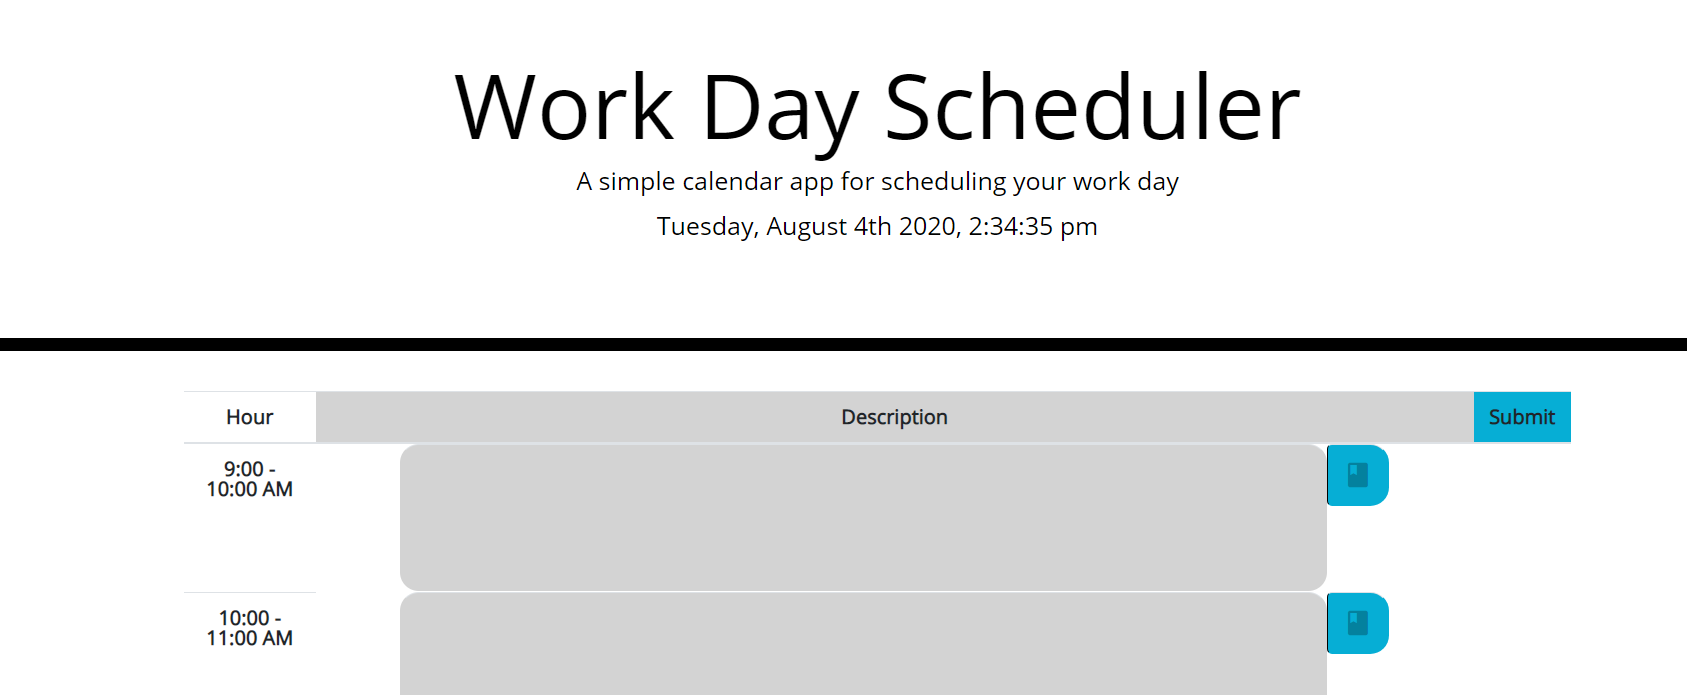 Work Day Scheduler
A simple calendar app for scheduling your work day
Tuesday, August 4th 2020, 2:34:35 pm
Hour Description Submit
9:00 -
10:00 AM
10:00 -
11:00 AM